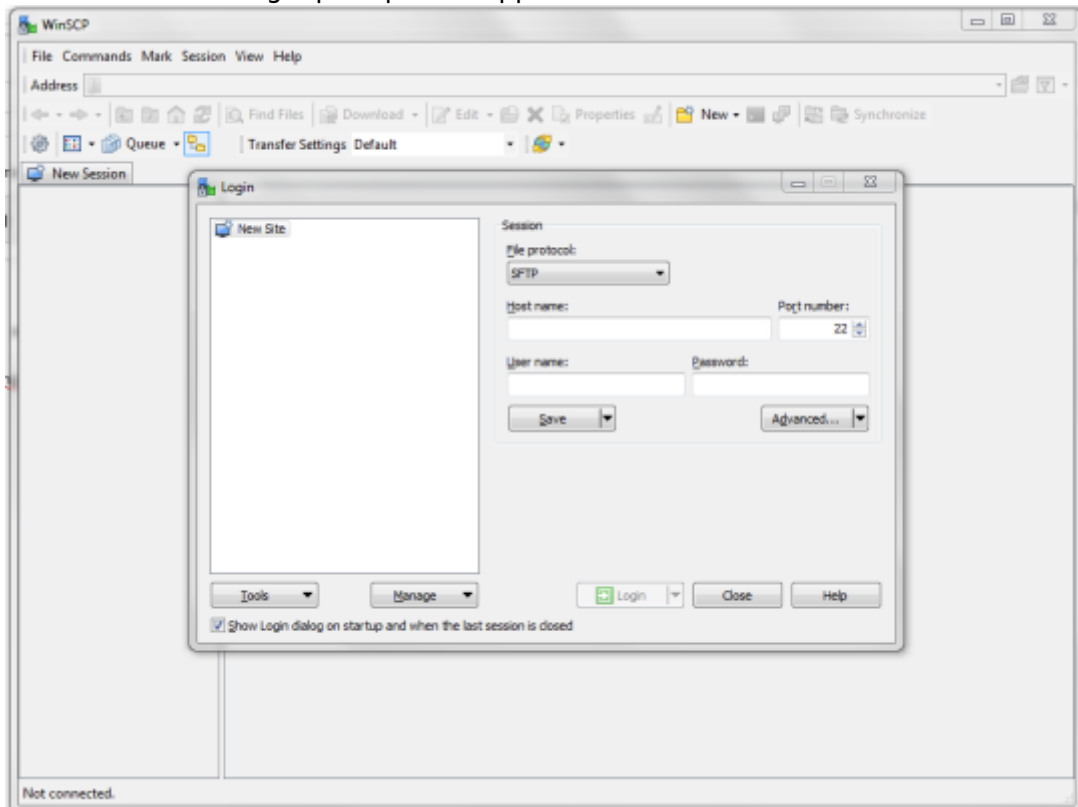 WinSCP
File Commands Mark Session View Help
Address
Find Files Download Edit Properties New Synchronize
Queue Transfer Settings Default
New Session
Login
New Site
Session
File protocol:
SFTP
Host name: Port number:
22
User name: Password:
Save Advanced...
Tools Manage Login Close Help
Show Login dialog on startup and when the last session is closed
Not connected.